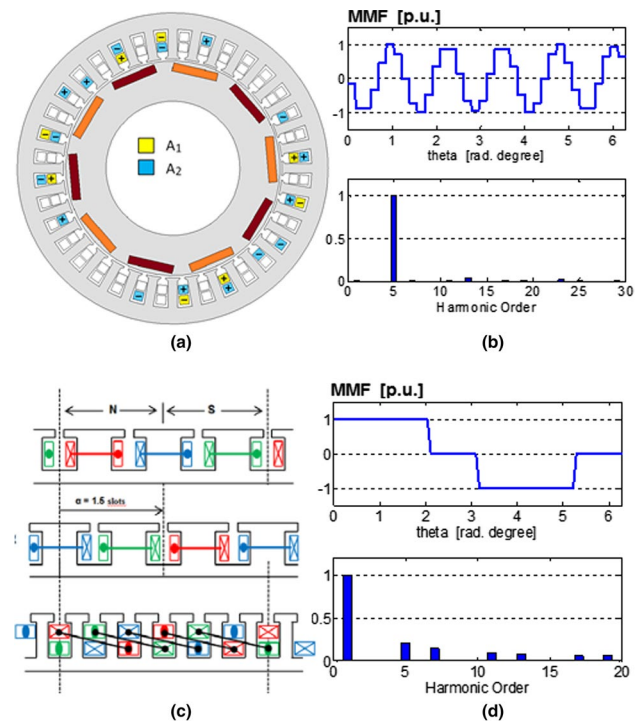 A1
A2
(a)
MMF [p.u.]
1
0
-1
0 1 2 3 4 5 6
theta [rad. degree]
1
0.5
0
0 5 10 15 20 25 30
Harmonic Order
(b)
N S
α = 1.5 slots
(c)
MMF [p.u.]
1
0
-1
0 1 2 3 4 5 6
theta [rad. degree]
1
0.5
0
0 5 10 15 20
Harmonic Order
(d)